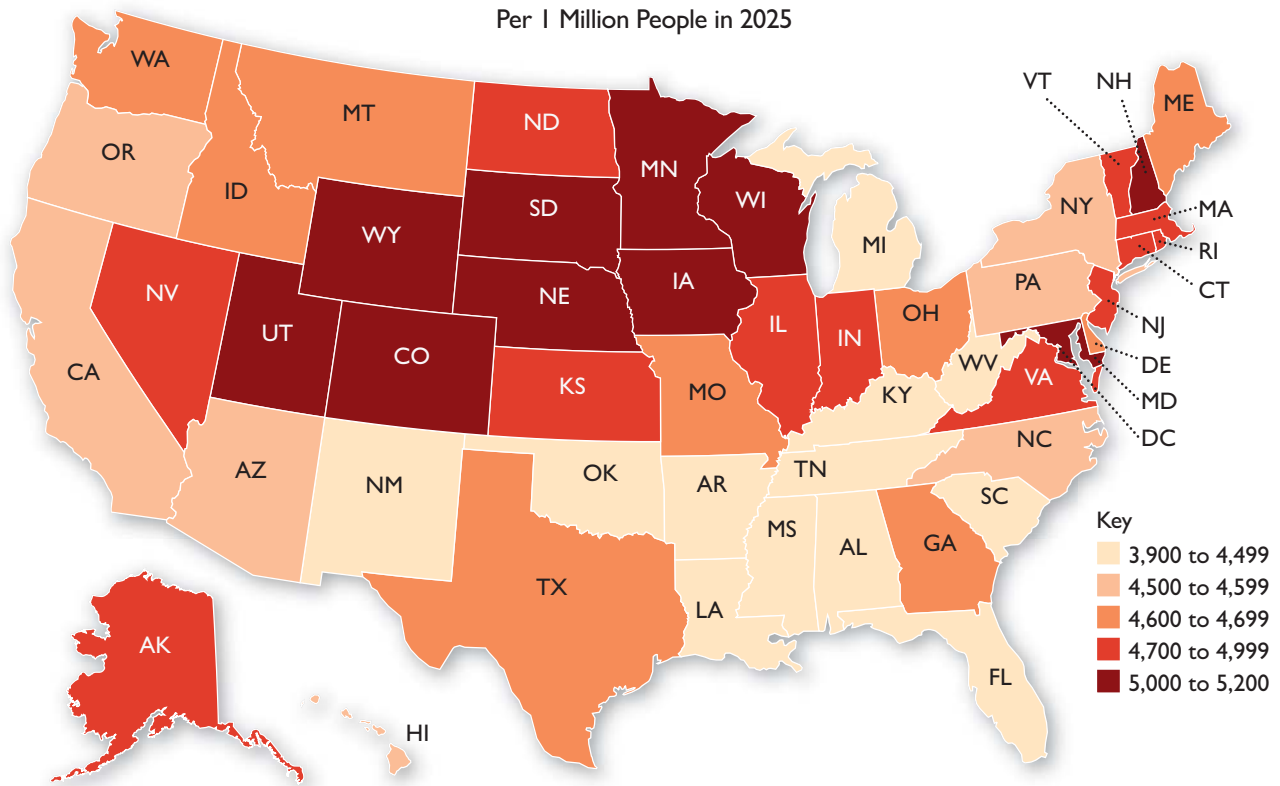 Per 1 Million People in 2025
WA
OR
ID
MT
ND
MN
WI
MI
VT
NH
ME
NY
MA
RI
CT
SD
WY
NV
UT
CO
NE
IA
IL
IN
OH
PA
NJ
DE
MD
DC
CA
KS
MO
KY
WV
VA
AZ
NM
OK
AR
TN
NC
SC
MS
AL
GA
TX
LA
FL
AK
HI
Key
3,900 to 4,499
4,500 to 4,599
4,600 to 4,699
4,700 to 4,999
5,000 to 5,200